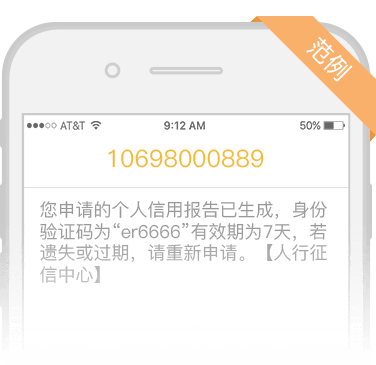 范例
AT&T 9:12 AM 50%
10698000889
您申请的个人信用报告已生成，身份
验证码为“er6666”有效期为7天，若
遗失或过期，请重新申请。【人行征
信中心】